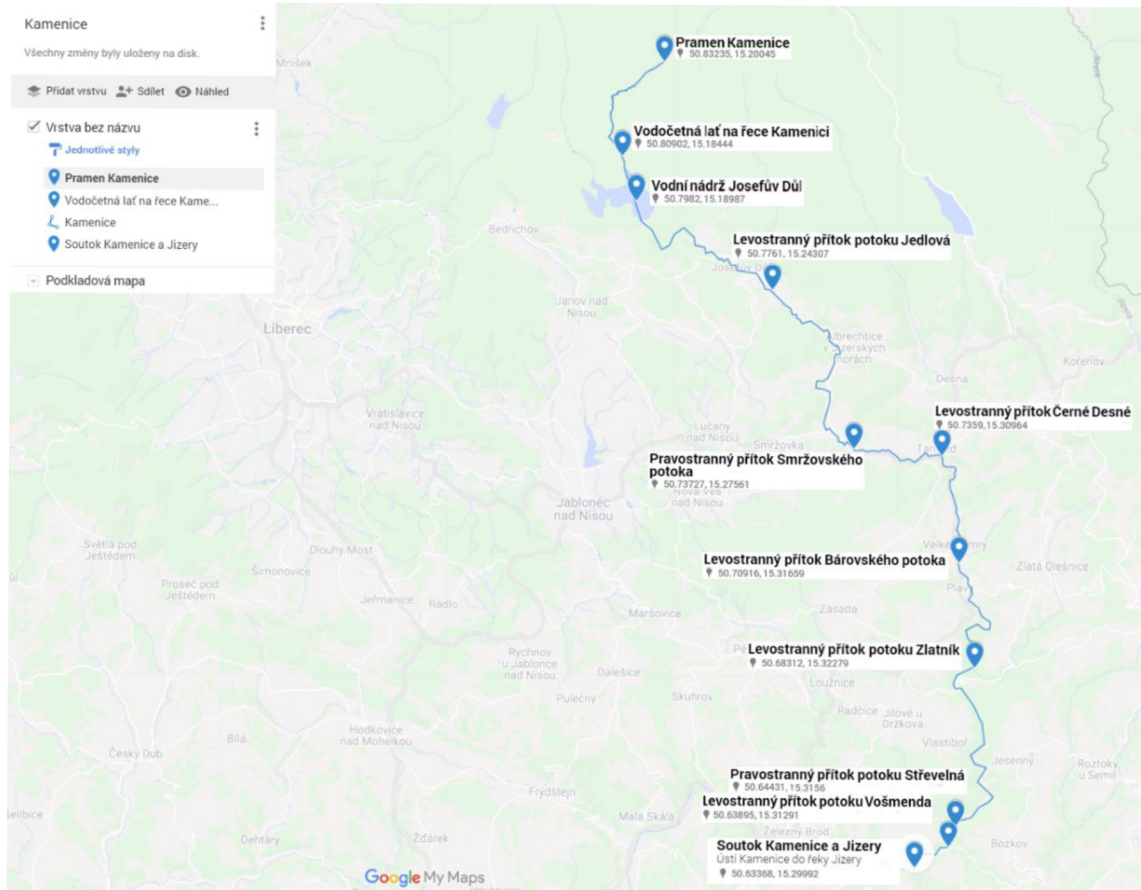 Kamenice
Všechny změny byly uloženy na disk.
Přidat vrstvu Sdílet Náhled
Vrstva bez názvu
Jednotlivé styly
Pramen Kamenice
Vodočetná lať na řece Kame...
Kamenice
Soutok Kamenice a Jizery
Podkladová mapa
Mníšek
Pramen Kamenice
50.83235, 15.20045
Vodočetná lať na řece Kamenici
50.80902, 15.18444
Vodní nádrž Josefův Důl
50.7982, 15.18987
Bedřichov
Levostranný přítok potoku Jedlová
50.7761, 15.24307
Janov nad
Nisou
Liberec
Albrechtice
v Jizerských
horách
Kořenov
Desná
Vratislavice
nad Nisou
Lučany
nad Nisou
Smržovka
Levostranný přítok Černé Desné
50.7359, 15.30964
Pravostranný přítok Smržovského
potoka
50.73727, 15.27561
Nová Ves
nad Nisou
Jablonec
nad Nisou
Světlá pod
Ještědem
Dlouhý Most
Šimonovice
Proseč pod
Ještědem
Jeřmanice
Rádlo
Levostranný přítok Bárovského potoka
50.70916, 15.31659
Zlatá Olešnice
Plavy
Maršovice
Zásada
Rychnov
u Jablonce
nad Nisou
Dalešice
Levostranný přítok potoku Zlatník
50.68312, 15.32279
Loužnice
Pulečný
Skuhrov
Radčice
Jílové u
Držkova
Hodkovice
nad Mohelkou
Bílá
Český Dub
Vlastiboř
Jesenný
Roztoky
u Semil
Frýdštejn
Pravostranný přítok potoku Střevelná
50.64431, 15.3156
Levostranný přítok potoku Vošmenda
50.63895, 15.31291
Malá Skála
Železný Brod
Dehtáry
Žďárek
Bozkov
Soutok Kamenice a Jizery
Ústí Kamenice do řeky Jizery
50.63368, 15.29992
Google My Maps